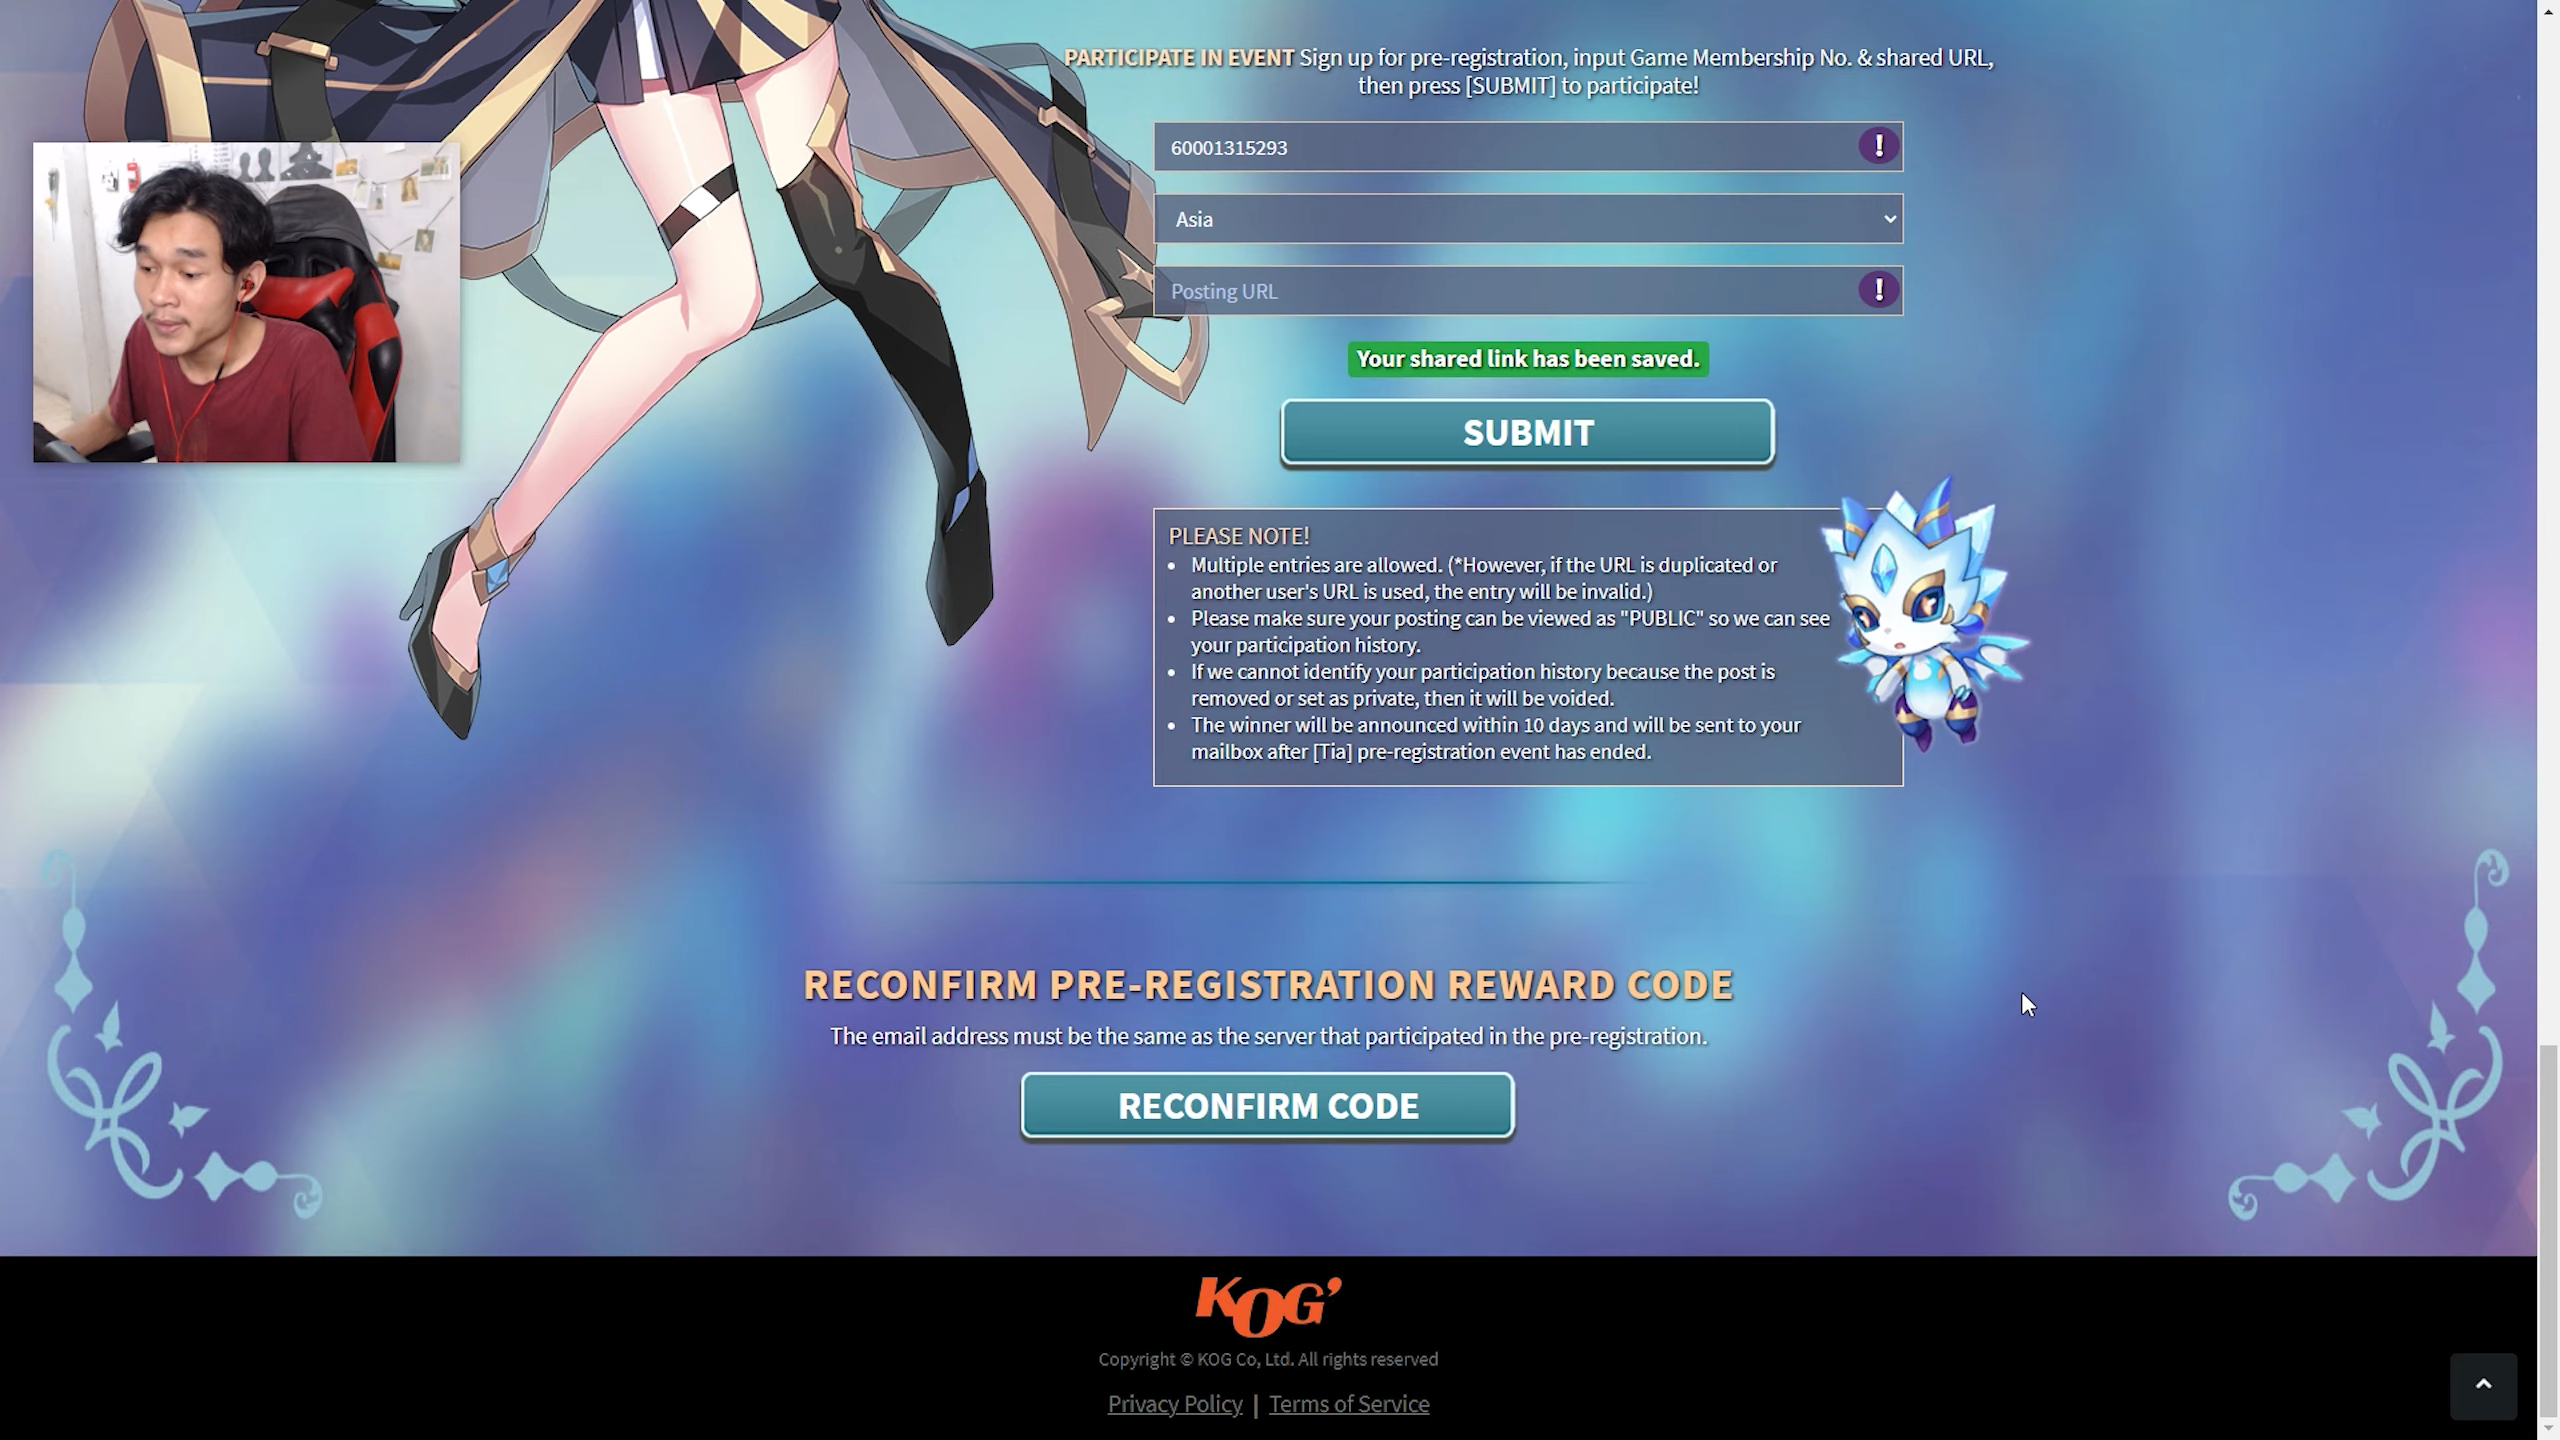 PARTICIPATE IN EVENT Sign up for pre-registration, input Game Membership No. & shared URL,
then press [SUBMIT] to participate!
60001315293
!
Asia
Posting URL
!
Your shared link has been saved.
SUBMIT
PLEASE NOTE!
• Multiple entries are allowed. (*However, if the URL is duplicated or
another user's URL is used, the entry will be invalid.)
• Please make sure your posting can be viewed as "PUBLIC" so we can see
your participation history.
• If we cannot identify your participation history because the post is
removed or set as private, then it will be voided.
• The winner will be announced within 10 days and will be sent to your
mailbox after [Tia] pre-registration event has ended.
RECONFIRM PRE-REGISTRATION REWARD CODE
The email address must be the same as the server that participated in the pre-registration.
RECONFIRM CODE
KOG'
Copyright © KOG Co, Ltd. All rights reserved
Privacy Policy | Terms of Service